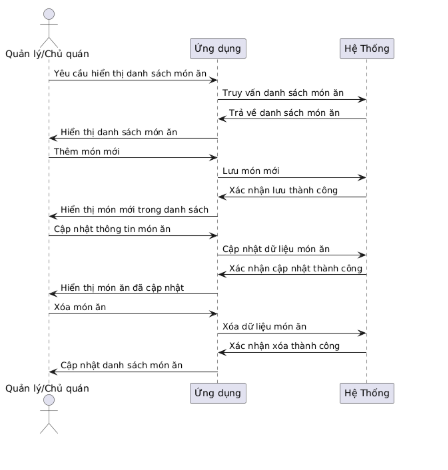 Quản lý/Chủ quán
Ứng dụng
Hệ Thống
Yêu cầu hiển thị danh sách món ăn
Truy vấn danh sách món ăn
Trả về danh sách món ăn
Hiển thị danh sách món ăn
Thêm món mới
Lưu món mới
Xác nhận lưu thành công
Hiển thị món mới trong danh sách
Cập nhật thông tin món ăn
Cập nhật dữ liệu món ăn
Xác nhận cập nhật thành công
Hiển thị món ăn đã cập nhật
Xóa món ăn
Xóa dữ liệu món ăn
Xác nhận xóa thành công
Cập nhật danh sách món ăn
Quản lý/Chủ quán
Ứng dụng
Hệ Thống